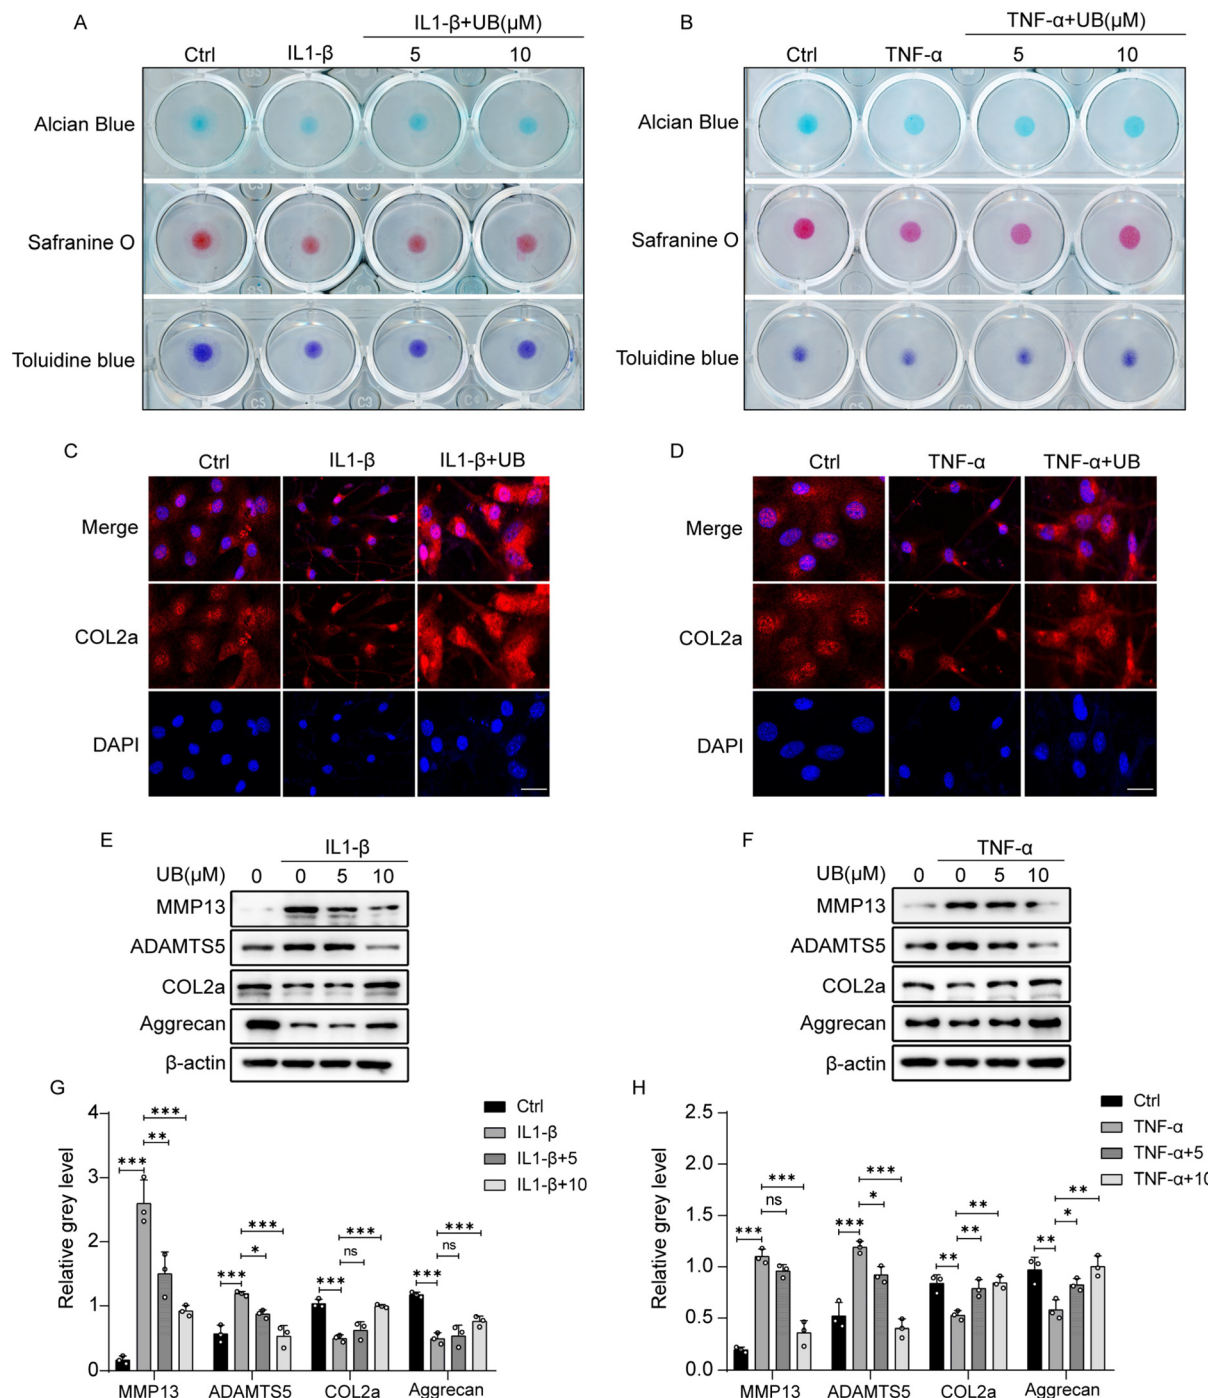 A
IL1-β+UB(μM)
Ctrl
IL1-β
5
10
Alcian Blue
Safranine O
Toluidine blue
B
TNF-α+UB(μM)
Ctrl
TNF-α
5
10
Alcian Blue
Safranine O
Toluidine blue
C
Ctrl
IL1-β
IL1-β+UB
Merge
COL2a
DAPI
D
Ctrl
TNF-α
TNF-α+UB
Merge
COL2a
DAPI
E
IL1-β
UB(μM) 0 0 5 10
MMP13
ADAMTS5
COL2a
Aggrecan
β-actin
F
TNF-α
UB(μM) 0 0 5 10
MMP13
ADAMTS5
COL2a
Aggrecan
β-actin
G
Relative grey level
4
3
2
1
0
*** ** ***
*** * ***
*** ns ***
*** ns ***
MMP13 ADAMTS5 COL2a Aggrecan
Ctrl
IL1-β
IL1-β+5
IL1-β+10
H
Relative grey level
2.5
2.0
1.5
1.0
0.5
0
*** ns ***
*** * ***
** ** **
** * **
MMP13 ADAMTS5 COL2a Aggrecan
Ctrl
TNF-α
TNF-α+5
TNF-α+10